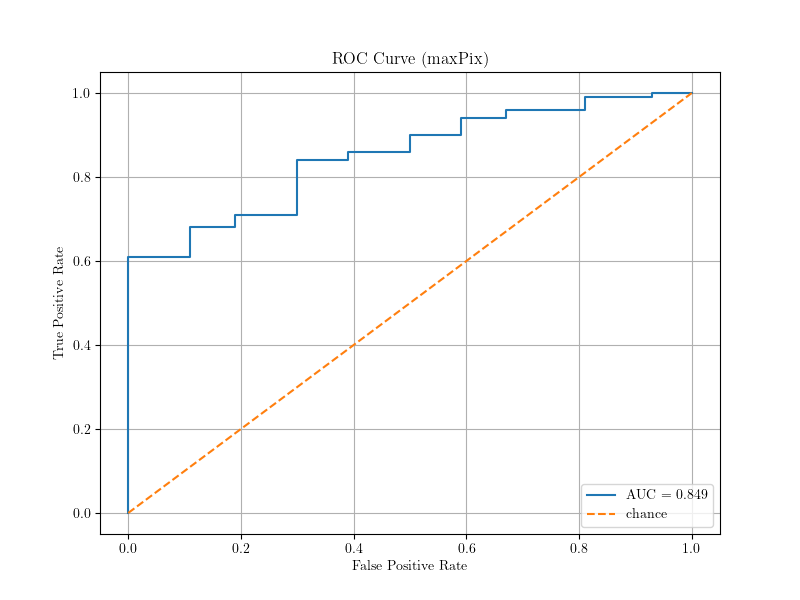 ROC Curve (maxPix)
True Positive Rate
1.0
0.8
0.6
0.4
0.2
0.0
AUC = 0.849
chance
0.0 0.2 0.4 0.6 0.8 1.0
False Positive Rate